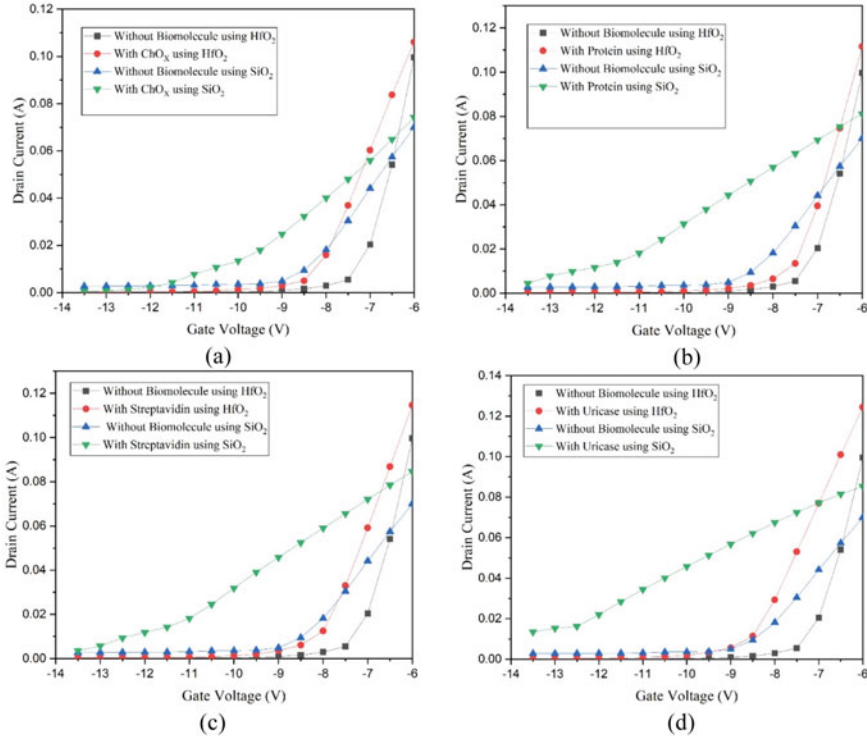 0.12
0.10
0.08
0.06
0.04
0.02
0.00
Drain Current (A)
Without Biomolecule using HfO2
With ChOX using HfO2
Without Biomolecule using SiO2
With ChOX using SiO2
-14 -13 -12 -11 -10 -9 -8 -7 -6
Gate Voltage (V)
(a)
0.12
0.10
0.08
0.06
0.04
0.02
0.00
Drain Current (A)
Without Biomolecule using HfO2
With Protein using HfO2
Without Biomolecule using SiO2
With Protein using SiO2
-14 -13 -12 -11 -10 -9 -8 -7 -6
Gate Voltage (V)
(b)
0.12
0.10
0.08
0.06
0.04
0.02
0.00
Drain Current (A)
Without Biomolecule using HfO2
With Streptavidin using HfO2
Without Biomolecule using SiO2
With Streptavidin using SiO2
-14 -13 -12 -11 -10 -9 -8 -7 -6
Gate Voltage (V)
(c)
0.14
0.12
0.10
0.08
0.06
0.04
0.02
0.00
Drain Current (A)
Without Biomolecule using HfO2
With Uricase using HfO2
Without Biomolecule using SiO2
With Uricase using SiO2
-14 -13 -12 -11 -10 -9 -8 -7 -6
Gate Voltage (V)
(d)